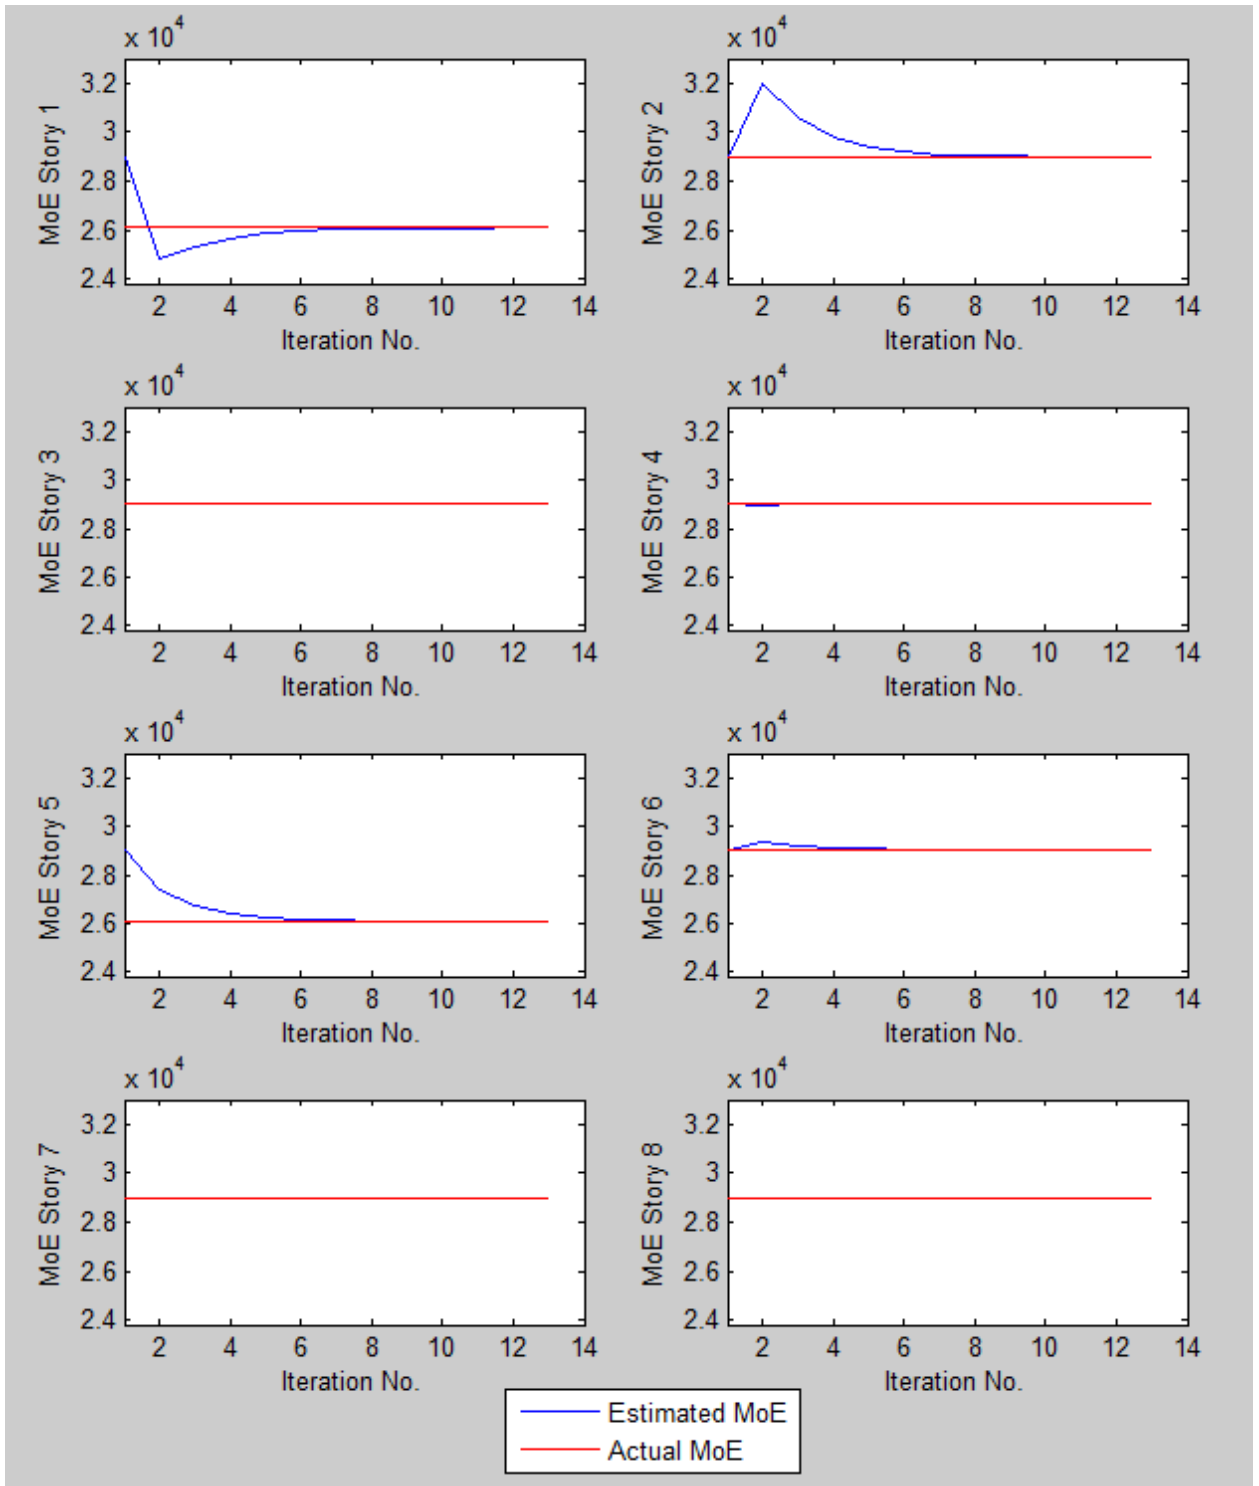 x 10^4
x 10^4
MoE Story 1
3.2
3
2.8
2.6
2.4
2 4 6 8 10 12 14
Iteration No.
MoE Story 2
3.2
3
2.8
2.6
2.4
2 4 6 8 10 12 14
Iteration No.
x 10^4
x 10^4
MoE Story 3
3.2
3
2.8
2.6
2.4
2 4 6 8 10 12 14
Iteration No.
MoE Story 4
3.2
3
2.8
2.6
2.4
2 4 6 8 10 12 14
Iteration No.
x 10^4
x 10^4
MoE Story 5
3.2
3
2.8
2.6
2.4
2 4 6 8 10 12 14
Iteration No.
MoE Story 6
3.2
3
2.8
2.6
2.4
2 4 6 8 10 12 14
Iteration No.
x 10^4
x 10^4
MoE Story 7
3.2
3
2.8
2.6
2.4
2 4 6 8 10 12 14
Iteration No.
MoE Story 8
3.2
3
2.8
2.6
2.4
2 4 6 8 10 12 14
Iteration No.
Estimated MoE
Actual MoE